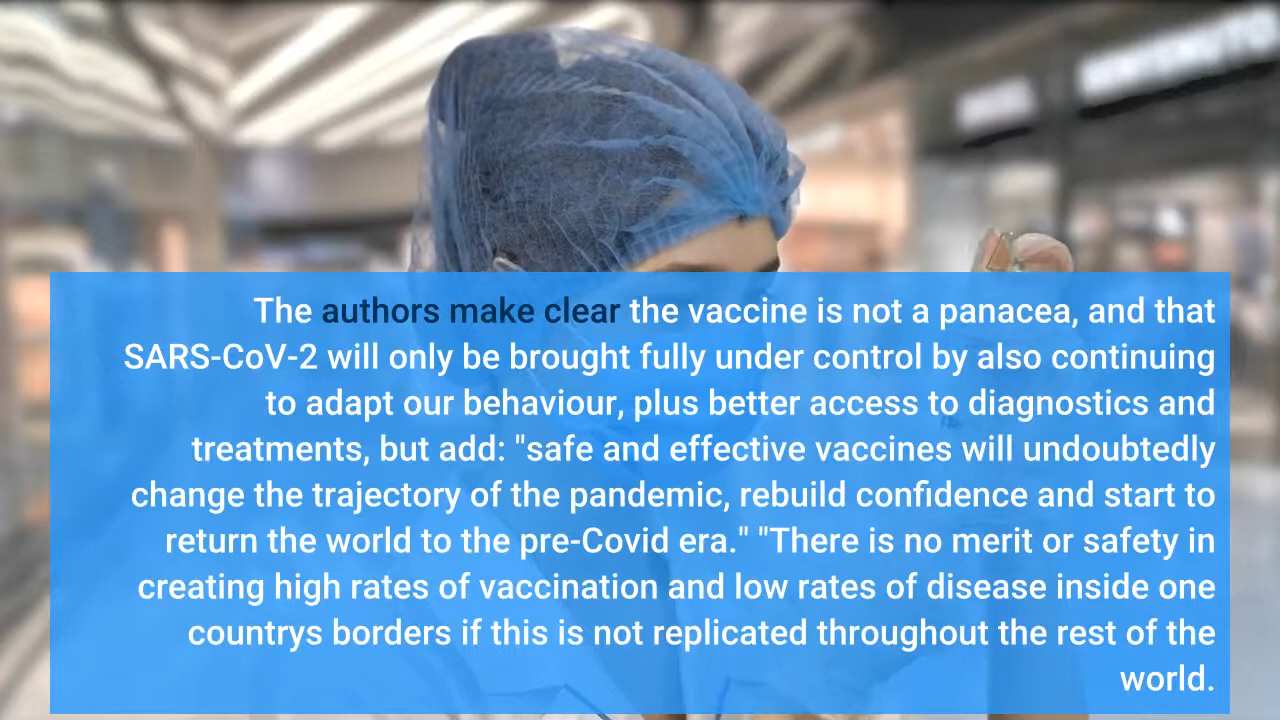 The authors make clear the vaccine is not a panacea, and that
SARS-CoV-2 will only be brought fully under control by also continuing
to adapt our behaviour, plus better access to diagnostics and
treatments, but add: "safe and effective vaccines will undoubtedly
change the trajectory of the pandemic, rebuild confidence and start to
return the world to the pre-Covid era." "There is no merit or safety in
creating high rates of vaccination and low rates of disease inside one
countrys borders if this is not replicated throughout the rest of the
world.